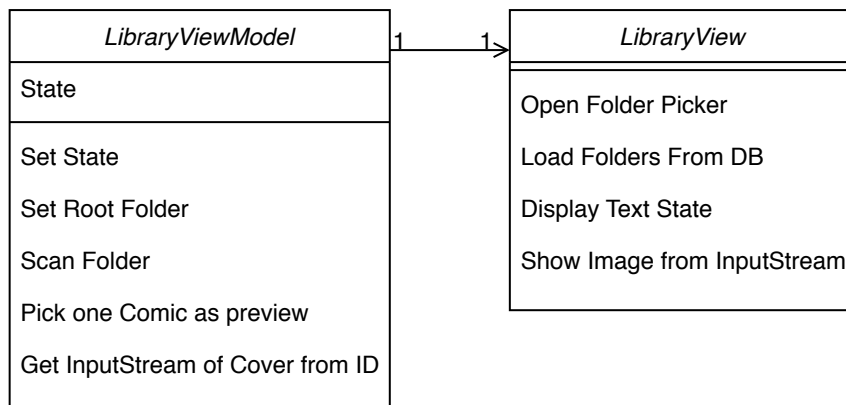 LibraryViewModel
State
Set State
Set Root Folder
Scan Folder
Pick one Comic as preview
Get InputStream of Cover from ID
1
1
LibraryView
Open Folder Picker
Load Folders From DB
Display Text State
Show Image from InputStream